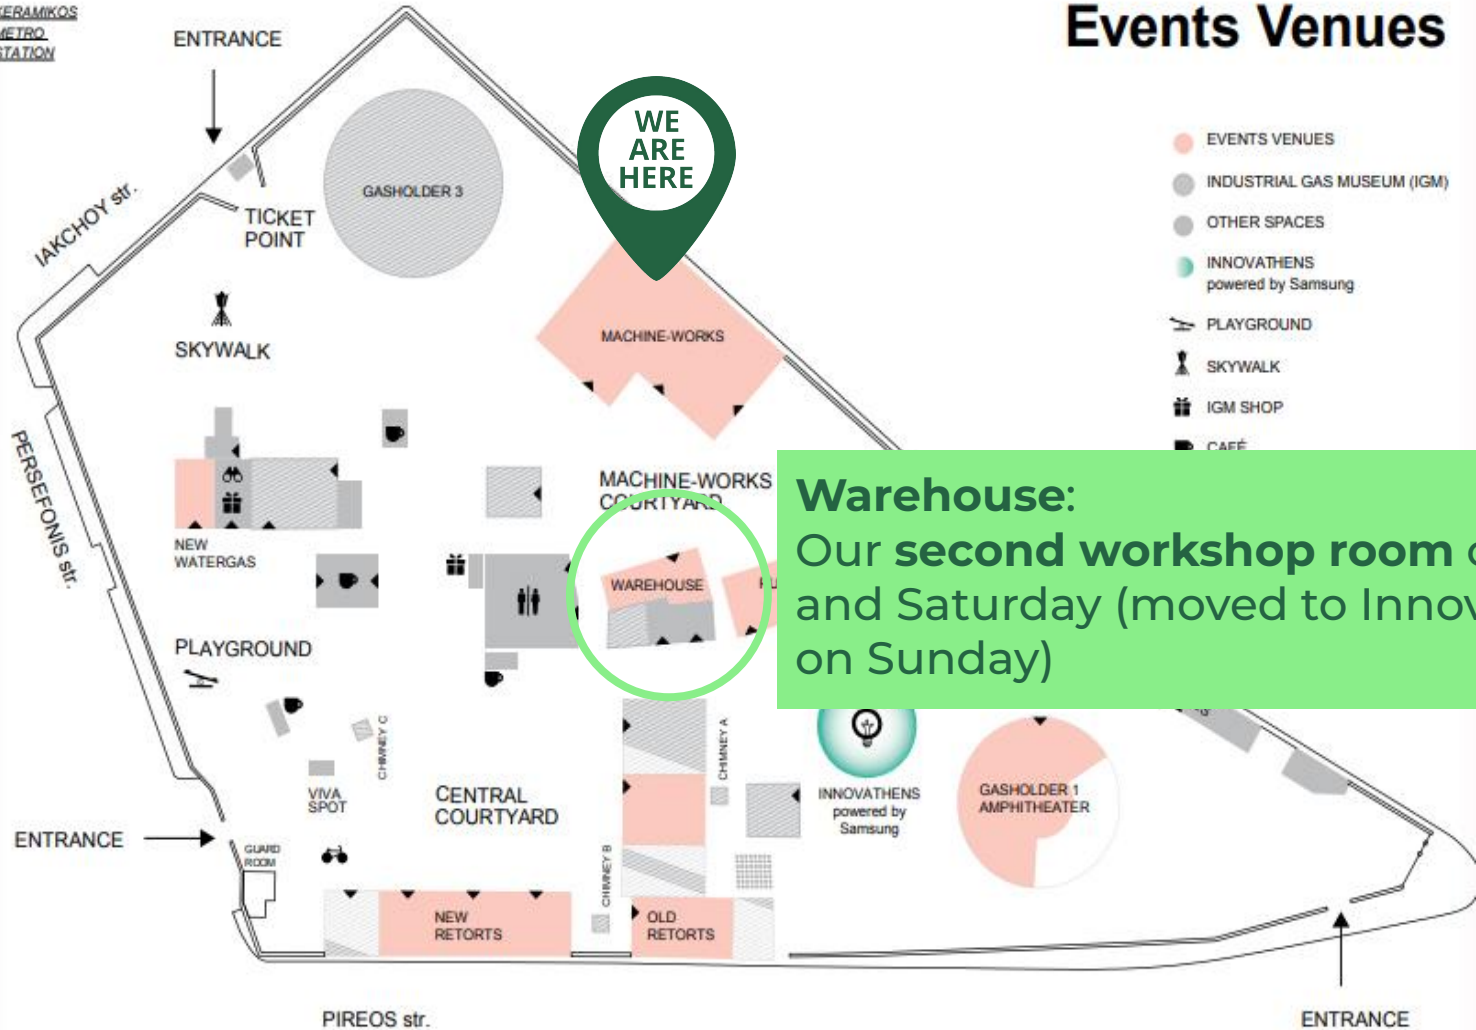 KERAMIKOS
METRO
STATION
ENTRANCE
Events Venues
WE
ARE
HERE
EVENTS VENUES
INDUSTRIAL GAS MUSEUM (IGM)
OTHER SPACES
INNOVATHENS
powered by Samsung
PLAYGROUND
SKYWALK
IGM SHOP
CAFÉ
GASHOLDER 3
IAKCHOY str.
TICKET
POINT
SKYWALK
MACHINE-WORKS
PERSEFONIS str.
MACHINE-WORKS
COURTYARD
NEW
WATERGAS
WAREHOUSE
Warehouse:
Our second workshop room
and Saturday (moved to Innov
on Sunday)
PLAYGROUND
CHIMNEY C
CHIMNEY A
VIVA
SPOT
CENTRAL
COURTYARD
INNOVATHENS
powered by
Samsung
GASHOLDER 1
AMPHITHEATER
ENTRANCE
GUARD
ROOM
CHIMNEY B
NEW
RETORTS
OLD
RETORTS
PIREOS str.
ENTRANCE